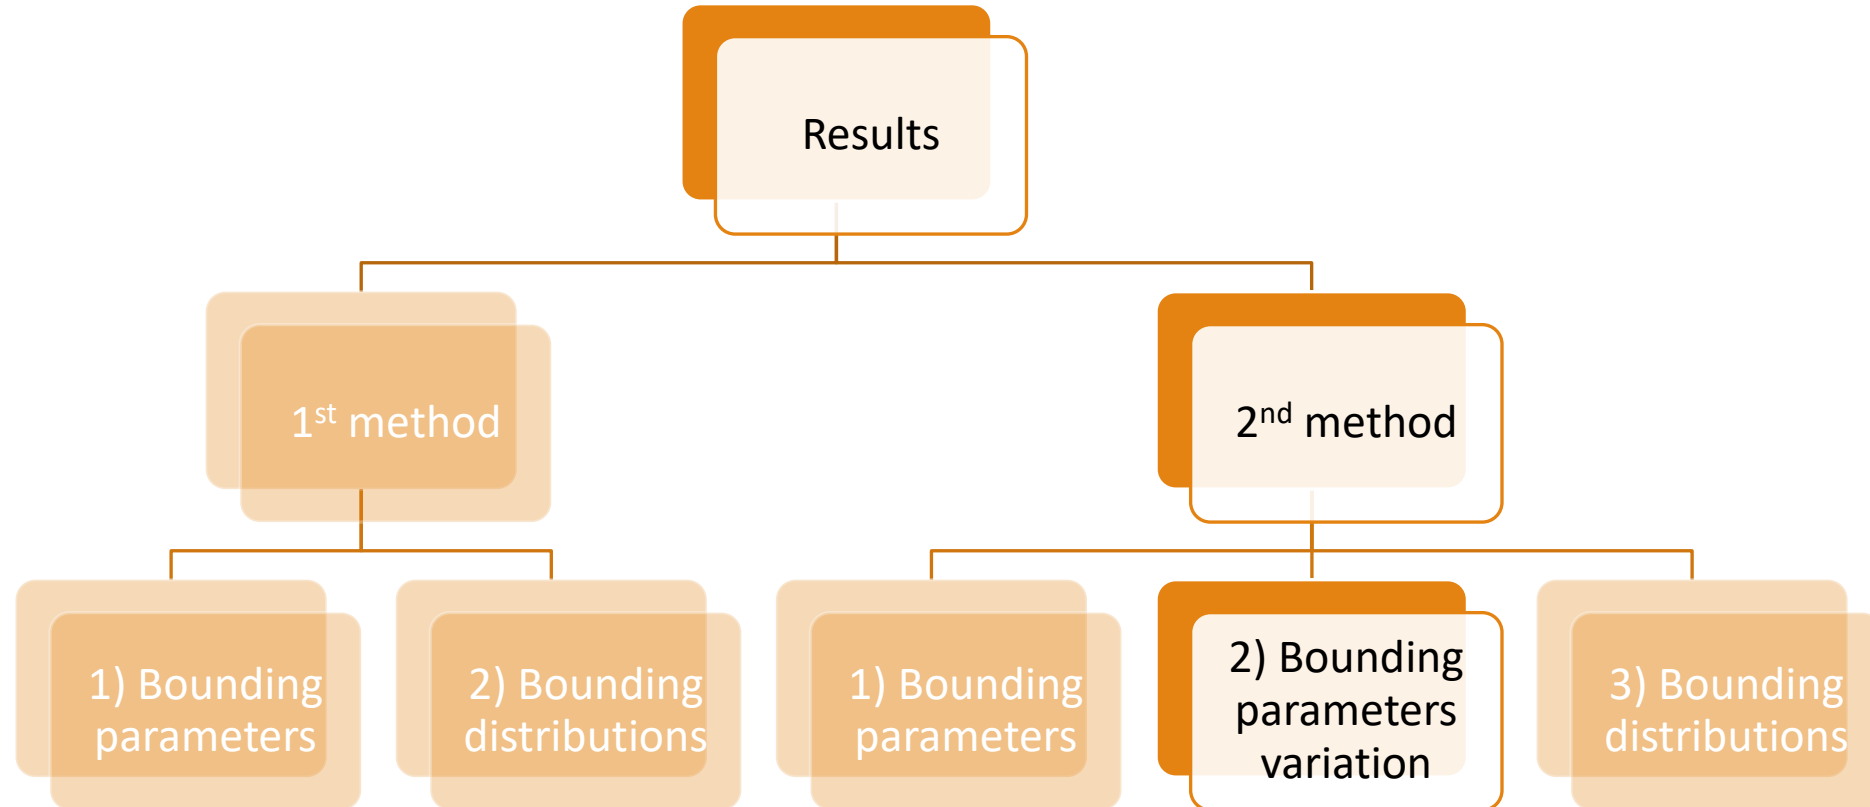 Results
1st method
2nd method
1) Bounding
parameters
2) Bounding
distributions
1) Bounding
parameters
2) Bounding
parameters
variation
3) Bounding
distributions